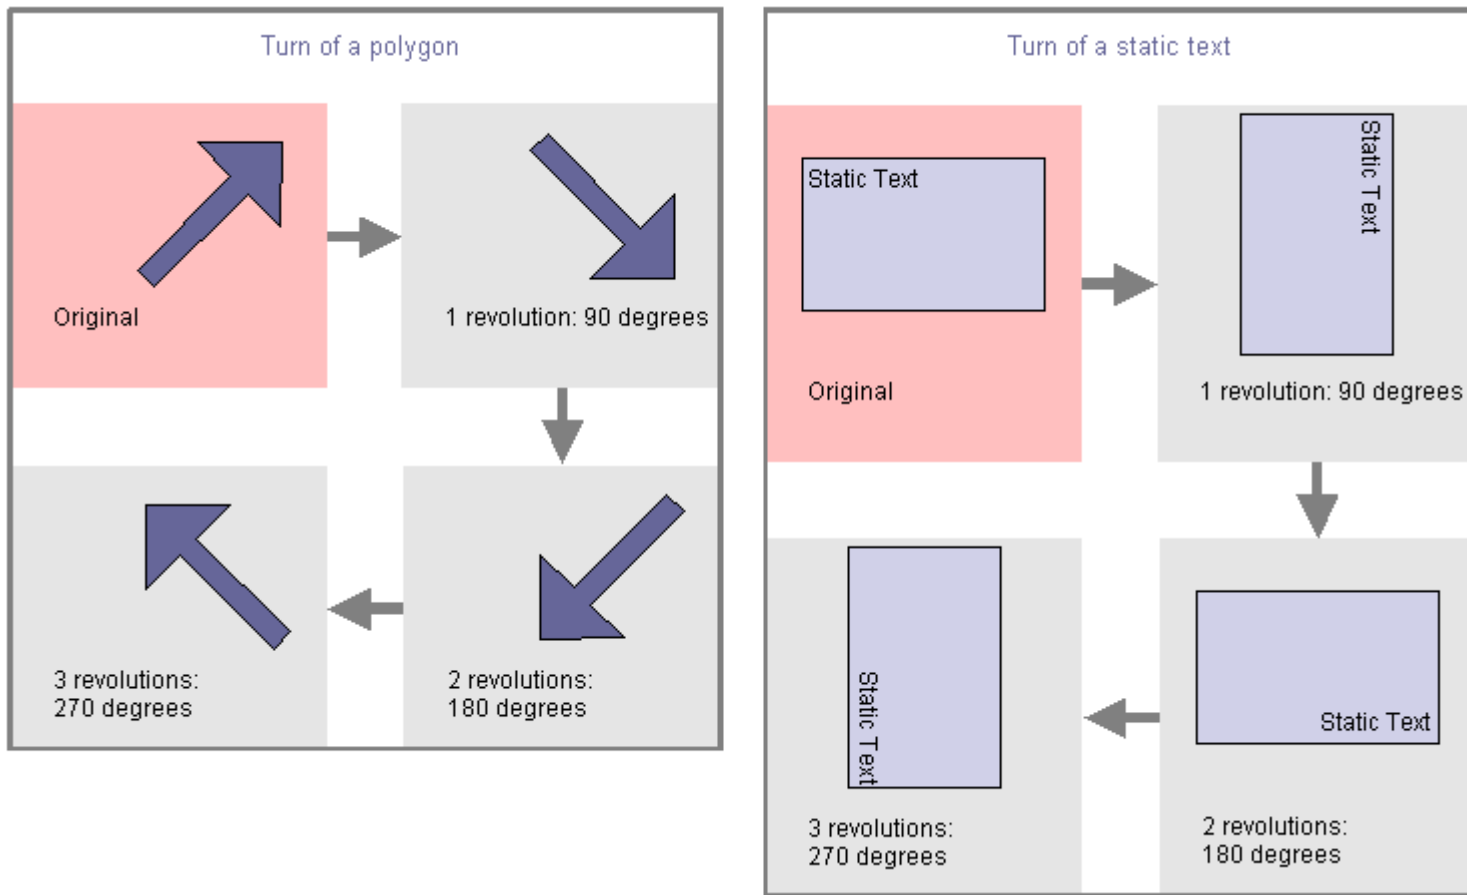 Turn of a polygon
Original
1 revolution: 90 degrees
3 revolutions:
270 degrees
2 revolutions:
180 degrees
Turn of a static text
Static Text
Original
Static Text
1 revolution: 90 degrees
Static Text
3 revolutions:
270 degrees
Static Text
2 revolutions:
180 degrees